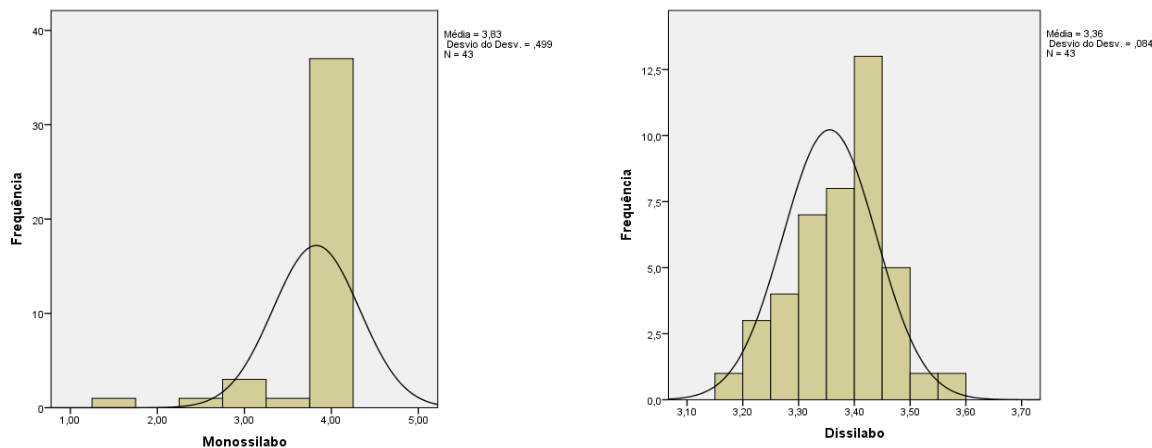 Média = 3,83
Desvio do Desv. = ,499
N = 43
40
30
20
10
0
Frequência
1,00 2,00 3,00 4,00 5,00
Monossilabo
Média = 3,36
Desvio do Desv. = ,084
N = 43
12,5
10,0
7,5
5,0
2,5
0,0
Frequência
3,10 3,20 3,30 3,40 3,50 3,60 3,70
Dissilabo